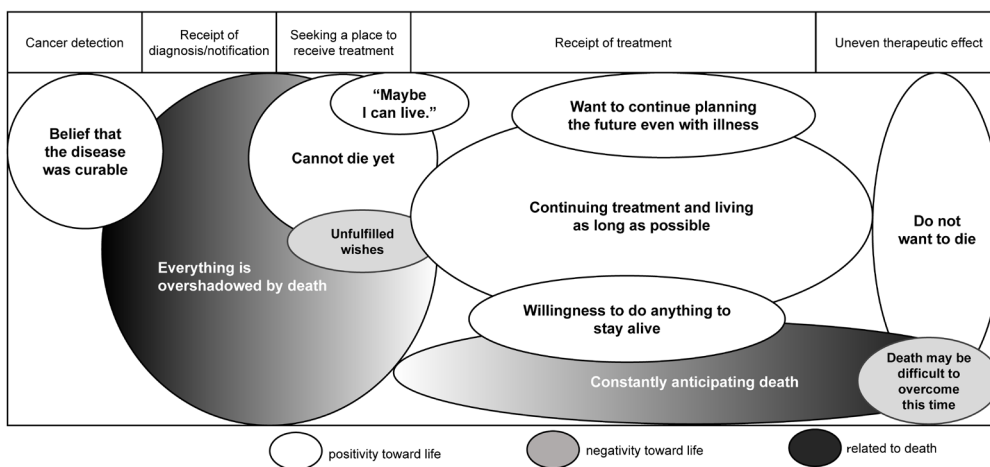 Cancer detection
Receipt of
diagnosis/notification
Seeking a place to
receive treatment
Receipt of treatment
Uneven therapeutic effect
Belief that
the disease
was curable
Everything is
overshadowed by death
Cannot die yet
“Maybe
I can live.”
Unfulfilled
wishes
Want to continue planning
the future even with illness
Continuing treatment and living
as long as possible
Willingness to do anything to
stay alive
Constantly anticipating death
Do not
want to die
Death may be
difficult to
overcome
this time
positivity toward life
negativity toward life
related to death